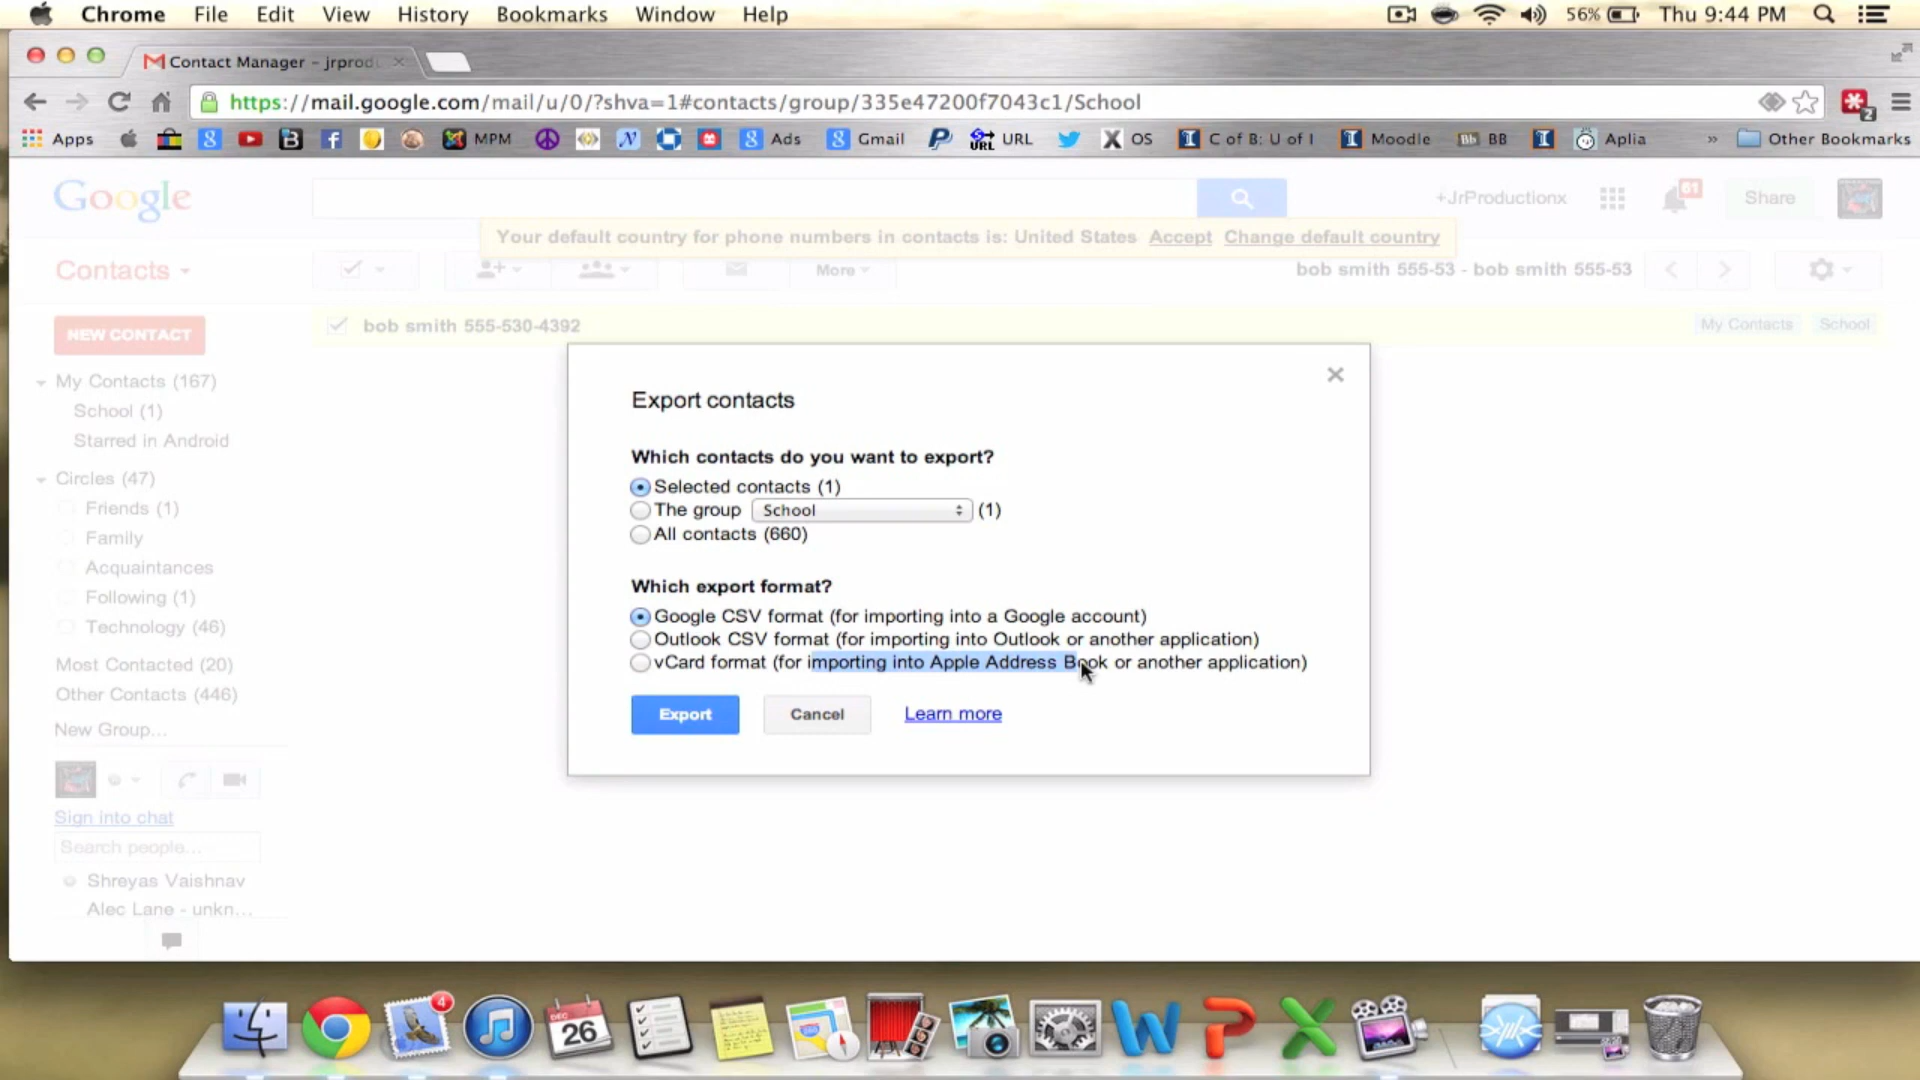 Chrome File Edit View History Bookmarks Window Help 56% Thu 9:44 PM
Contact Manager - jrprod
https://mail.google.com/mail/u/0/?shva=1#contacts/group/335e47200f7043c1/School
2
Apps MPM Ads Gmail URL URL OS C of B: U of I Moodle Bb BB Aplia » Other Bookmarks
Google +JrProductionx 61 Share
Your default country for phone numbers in contacts is: United States Accept Change default country
Contacts More bob smith 555-53 - bob smith 555-53
bob smith 555-530-4392 My Contacts School
NEW CONTACT
My Contacts (167)
School (1)
Starred in Android
Circles (47)
Friends (1)
Family
Acquaintances
Following (1)
Technology (46)
Most Contacted (20)
Other Contacts (446)
New Group...
Sign into chat
Search people...
Shreyas Vaishnav
Alec Lane - unkn...
Export contacts
Which contacts do you want to export?
Selected contacts (1)
The group School (1)
All contacts (660)
Which export format?
Google CSV format (for importing into a Google account)
Outlook CSV format (for importing into Outlook or another application)
vCard format (for importing into Apple Address Book or another application)
Export Cancel Learn more
4
DEC
26